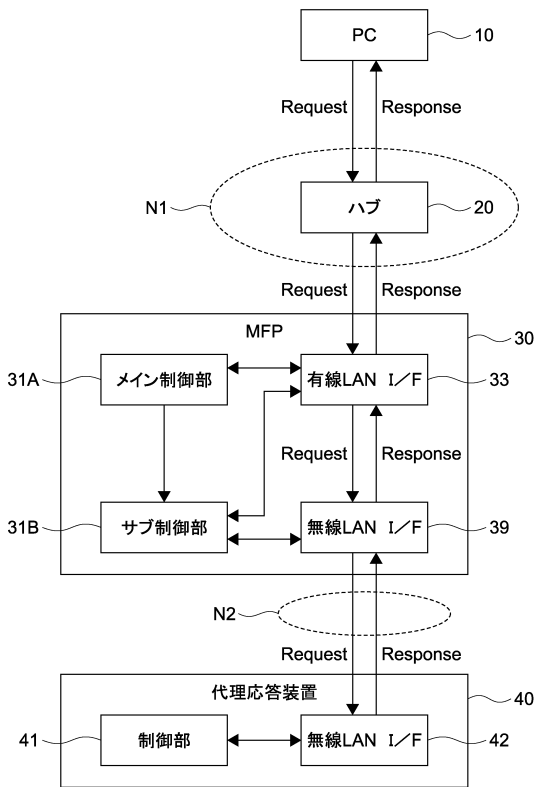 PC
10
Request
Response
N1
ハブ
20
Request
Response
MFP
30
31A
メイン制御部
有線LAN I/F
33
Request
Response
31B
サブ制御部
無線LAN I/F
39
N2
Request
Response
代理応答装置
40
41
制御部
無線LAN I/F
42